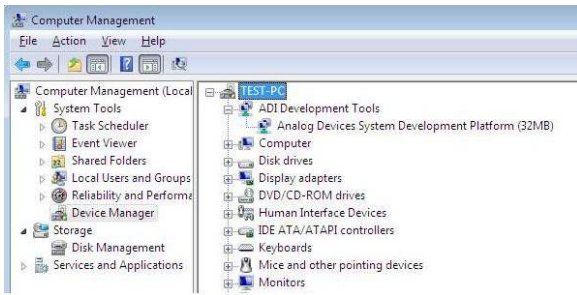 Computer Management
File Action View Help
Computer Management (Local
System Tools
Task Scheduler
Event Viewer
Shared Folders
Local Users and Groups
Reliability and Performa
Device Manager
Storage
Disk Management
Services and Applications
TEST-PC
ADI Development Tools
Analog Devices System Development Platform (32MB)
Computer
Disk drives
Display adapters
DVD/CD-ROM drives
Human Interface Devices
IDE ATA/ATAPI controllers
Keyboards
Mice and other pointing devices
Monitors